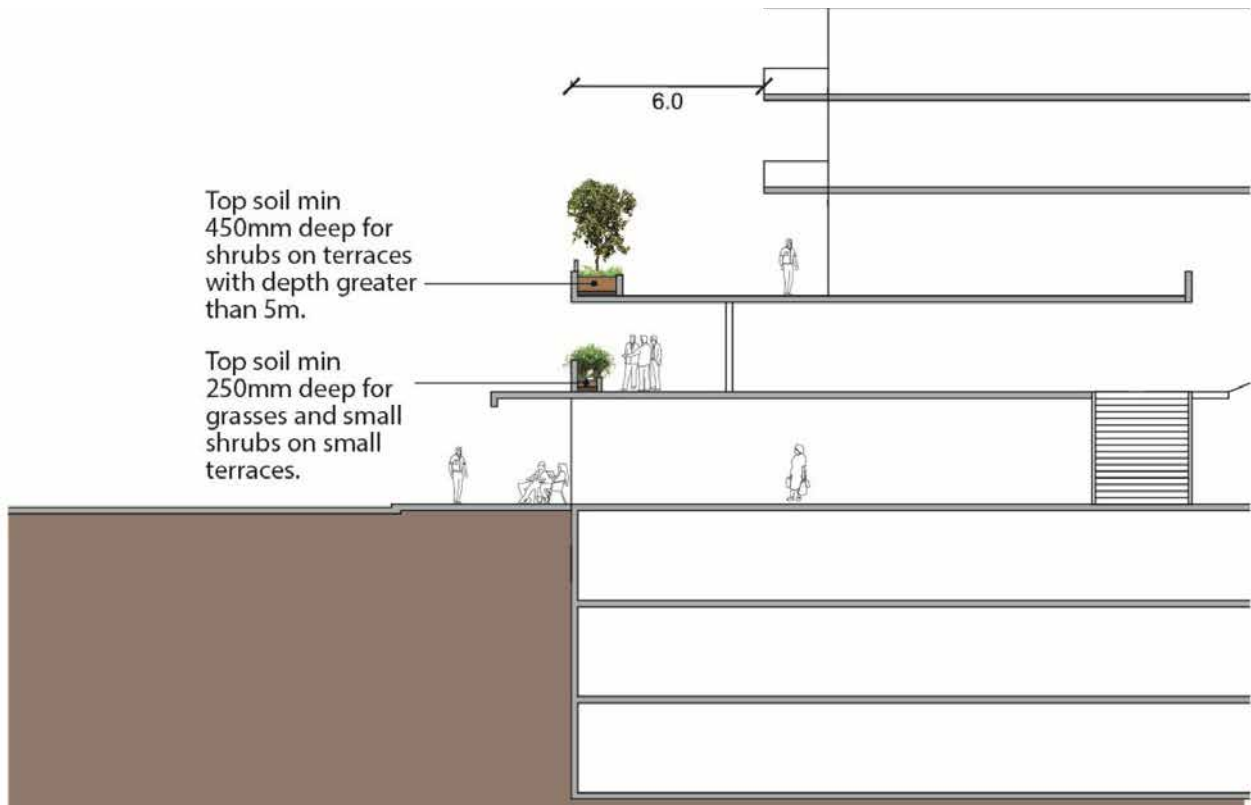 6.0
Top soil min
450mm deep for
shrubs on terraces
with depth greater
than 5m.
Top soil min
250mm deep for
grasses and small
shrubs on small
terraces.